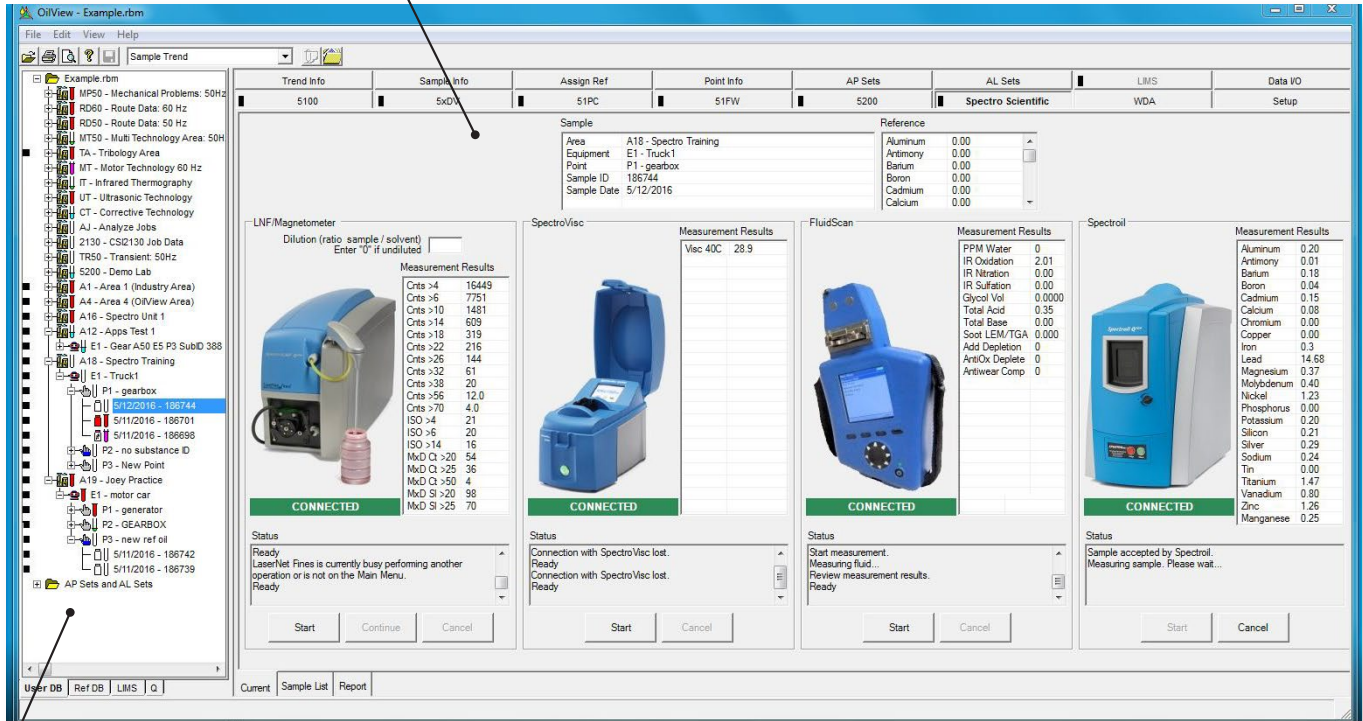 OilView - Example.rbm
File Edit View Help
Sample Trend
Example.rbm
MP50 - Mechanical Problems: 50Hz
RD60 - Route Data: 60 Hz
RD50 - Route Data: 50 Hz
MT50 - Multi Technology Area: 50H
TA - Tribology Area
MT - Motor Technology 60 Hz
IT - Infrared Thermography
UT - Ultrasonic Technology
CT - Corrective Technology
AJ - Analyze Jobs
2130 - CSI2130 Job Data
TR50 - Transient: 50Hz
5200 - Demo Lab
A1 - Area 1 (Industry Area)
A4 - Area 4 (OilView Area)
A16 - Spectro Unit 1
A12 - Apps Test 1
E1 - Gear A50 E5 P3 SubID 388
A18 - Spectro Training
E1 - Truck1
P1 - gearbox
5/12/2016 - 186744
5/11/2016 - 186701
5/11/2016 - 186698
P2 - no substance ID
P3 - New Point
A19 - Joey Practice
E1 - motor car
P1 - generator
P2 - GEARBOX
P3 - new ref oil
5/11/2016 - 186742
5/11/2016 - 186739
AP Sets and AL Sets
User DB Ref DB LIMS Q
Trend Info Sample Info Assign Ref Point Info AP Sets AL Sets LIMS Data I/O
5100 5xDV 51PC 51FW 5200 Spectro Scientific WDA Setup
Sample
Area A18 - Spectro Training
Equipment E1 - Truck1
Point P1 - gearbox
Sample ID 186744
Sample Date 5/12/2016
Reference
Aluminum 0.00
Antimony 0.00
Barium 0.00
Boron 0.00
Cadmium 0.00
Calcium 0.00
LNF/Magnetometer
Dilution (ratio sample / solvent)
Enter "0" if undiluted
Measurement Results
Cnts >4 16449
Cnts >6 7751
Cnts >10 1481
Cnts >14 609
Cnts >18 319
Cnts >22 216
Cnts >26 144
Cnts >32 61
Cnts >38 20
Cnts >56 12.0
Cnts >70 4.0
ISO >4 21
ISO >6 20
ISO >14 16
MxD Ct >20 54
MxD Ct >25 36
MxD Ct >50 4
MxD Sl >20 98
MxD Sl >25 70
CONNECTED
Status
Ready
LaserNet Fines is currently busy performing another
operation or is not on the Main Menu.
Ready
Start Continue Cancel
SpectroVisc
Measurement Results
Visc 40C 28.9
CONNECTED
Status
Connection with SpectroVisc lost.
Ready
Connection with SpectroVisc lost.
Ready
Start Cancel
FluidScan
Measurement Results
PPM Water 0
IR Oxidation 2.01
IR Nitration 0.00
IR Sulfation 0.00
Glycol Vol 0.0000
Total Acid 0.35
Total Base 0.00
Soot LEM/TGA 0.000
Add Depletion 0
AntiOx Deplete 0
Antiwear Comp 0
CONNECTED
Status
Start measurement.
Measuring fluid...
Review measurement results.
Ready
Start Cancel
Spectroil
Measurement Results
Aluminum 0.20
Antimony 0.01
Barium 0.18
Boron 0.04
Cadmium 0.15
Calcium 0.08
Chromium 0.00
Copper 0.00
Iron 0.3
Lead 14.68
Magnesium 0.37
Molybdenum 0.40
Nickel 1.23
Phosphorus 0.00
Potassium 0.20
Silicon 0.21
Silver 0.29
Sodium 0.24
Tin 0.00
Titanium 1.47
Vanadium 0.80
Zinc 1.26
Manganese 0.25
CONNECTED
Status
Sample accepted by Spectroil.
Measuring sample. Please wait...
Start Cancel
Current Sample List Report